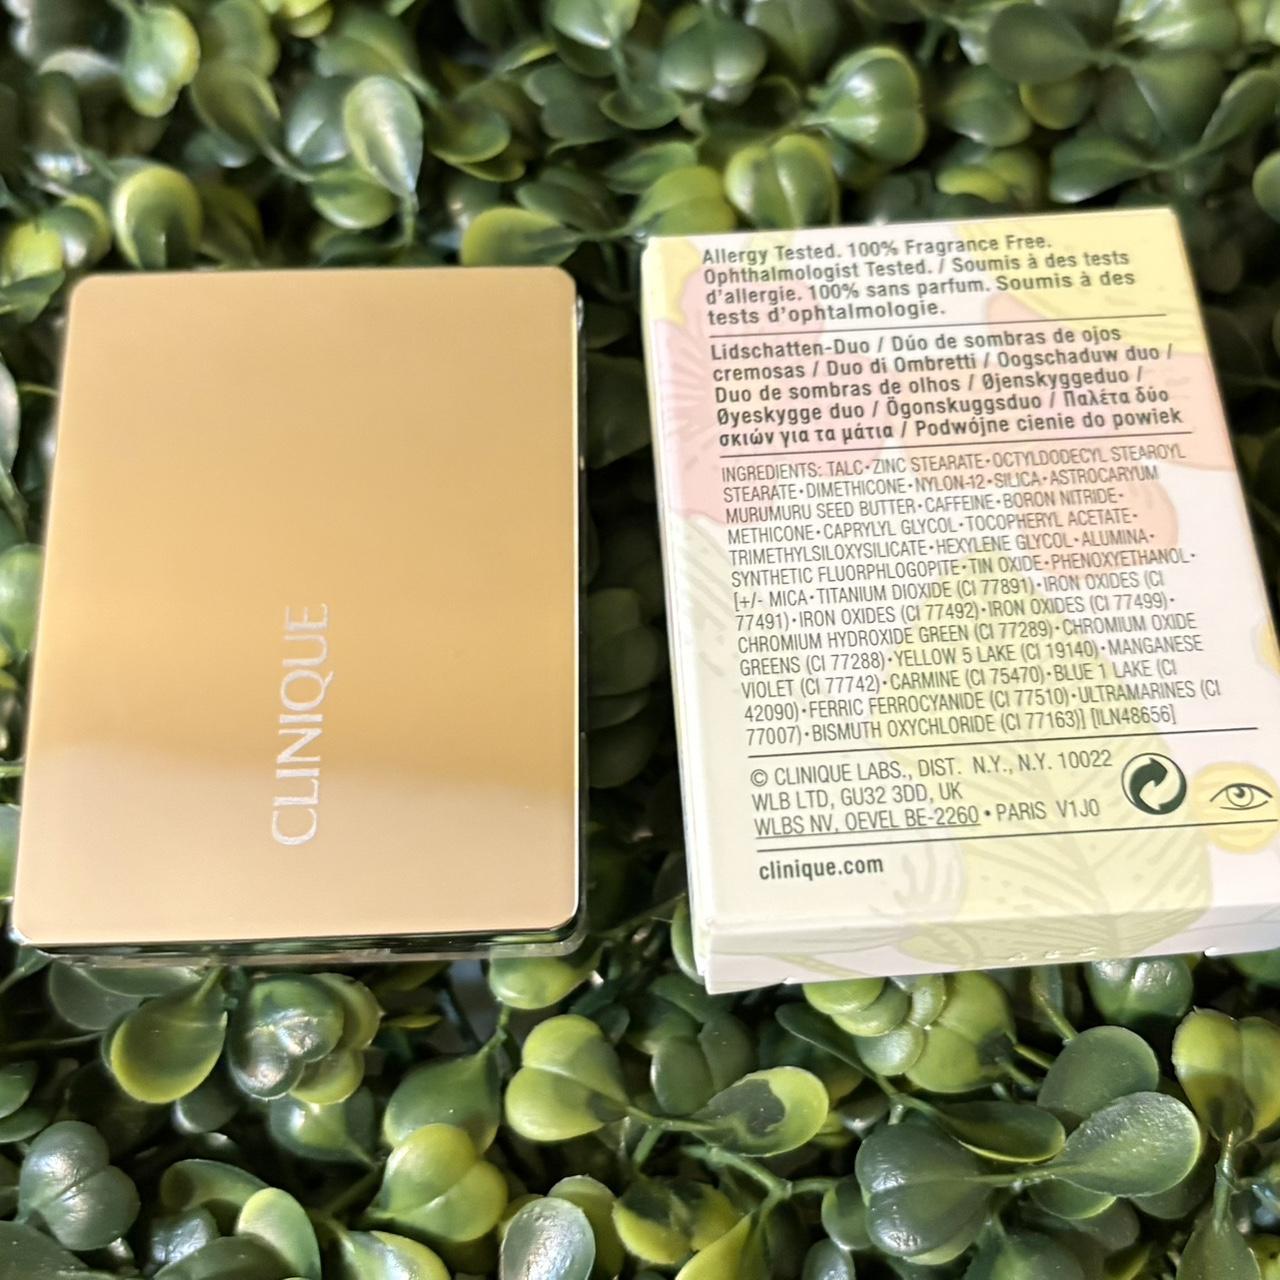 CLINIQUE
Allergy Tested. 100% Fragrance Free.
Ophthalmologist Tested. / Soumis à des tests
d'allergie. 100% sans parfum. Soumis à des
tests d'ophtalmologie.
Lidschatten-Duo / Dúo de sombras de ojos
cremosas / Duo di Ombretti / Oogschaduw duo /
Duo de sombras de olhos / Øjenskyggeduo /
Øyeskygge duo / Ögonskuggsduo / Παλέτα δύο
σκιών για τα μάτια / Podwójne cienie do powiek
INGREDIENTS: TALC•ZINC STEARATE•OCTYLDODECYL STEAROYL
STEARATE•DIMETHICONE•NYLON-12•SILICA•ASTROCARYUM
MURUMURU SEED BUTTER•CAFFEINE•BORON NITRIDE•
METHICONE•CAPRYLYL GLYCOL•TOCOPHERYL ACETATE•
TRIMETHYLSILOXYSILICATE•HEXYLENE GLYCOL•ALUMINA•
SYNTHETIC FLUORPHLOGOPITE•TIN OXIDE•PHENOXYETHANOL•
[+/- MICA•TITANIUM DIOXIDE (CI 77891)•IRON OXIDES (CI
77491)•IRON OXIDES (CI 77492)•IRON OXIDES (CI 77499)•
CHROMIUM HYDROXIDE GREEN (CI 77289)•CHROMIUM OXIDE
GREENS (CI 77288)•YELLOW 5 LAKE (CI 19140)•MANGANESE
VIOLET (CI 77742)•CARMINE (CI 75470)•BLUE 1 LAKE (CI
42090)•FERRIC FERROCYANIDE (CI 77510)•ULTRAMARINES (CI
77007)•BISMUTH OXYCHLORIDE (CI 77163)] [ILN48656]
© CLINIQUE LABS., DIST. N.Y., N.Y. 10022
WLB LTD, GU32 3DD, UK
WLBS NV, OEVEL BE-2260 • PARIS V1J0
clinique.com